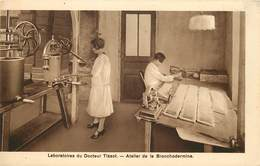 Laboratoires du Docteur Tissot. — Atelier de la Bronchodermine.